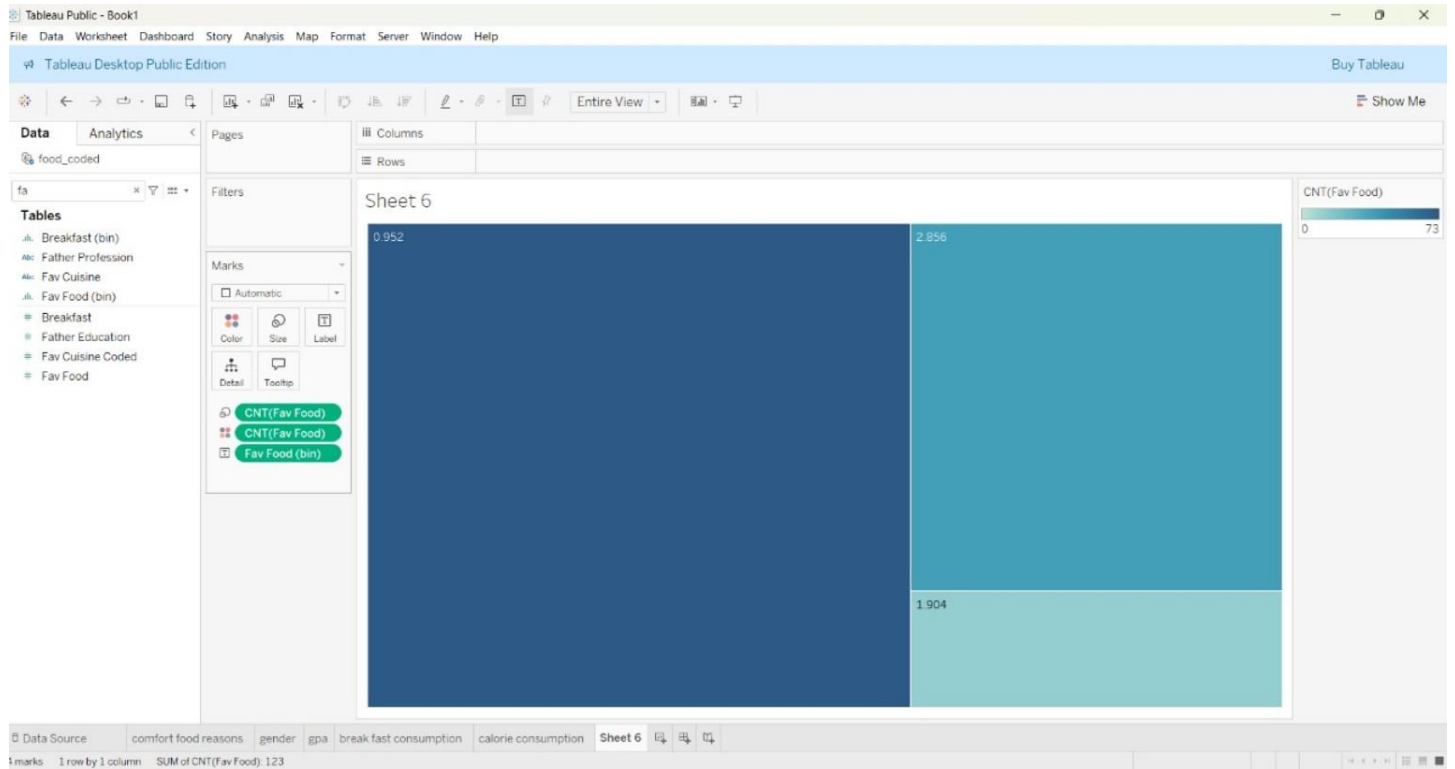 Tableau Public - Book1
File Data Worksheet Dashboard Story Analysis Map Format Server Window Help
Tableau Desktop Public Edition
Buy Tableau
Entire View
Show Me
Data Analytics
food_coded
fa
Tables
Breakfast (bin)
Abc Father Profession
Abc Fav Cuisine
Fav Food (bin)
# Breakfast
# Father Education
# Fav Cuisine Coded
# Fav Food
Pages
Filters
Marks
Automatic
Color Size Label
Detail Tooltip
CNT(Fav Food)
CNT(Fav Food)
Fav Food (bin)
Columns
Rows
Sheet 6
0.952
2.856
1.904
CNT(Fav Food)
0 73
Data Source comfort food reasons gender gpa break fast consumption calorie consumption Sheet 6
marks 1 row by 1 column SUM of CNT(Fav Food): 123